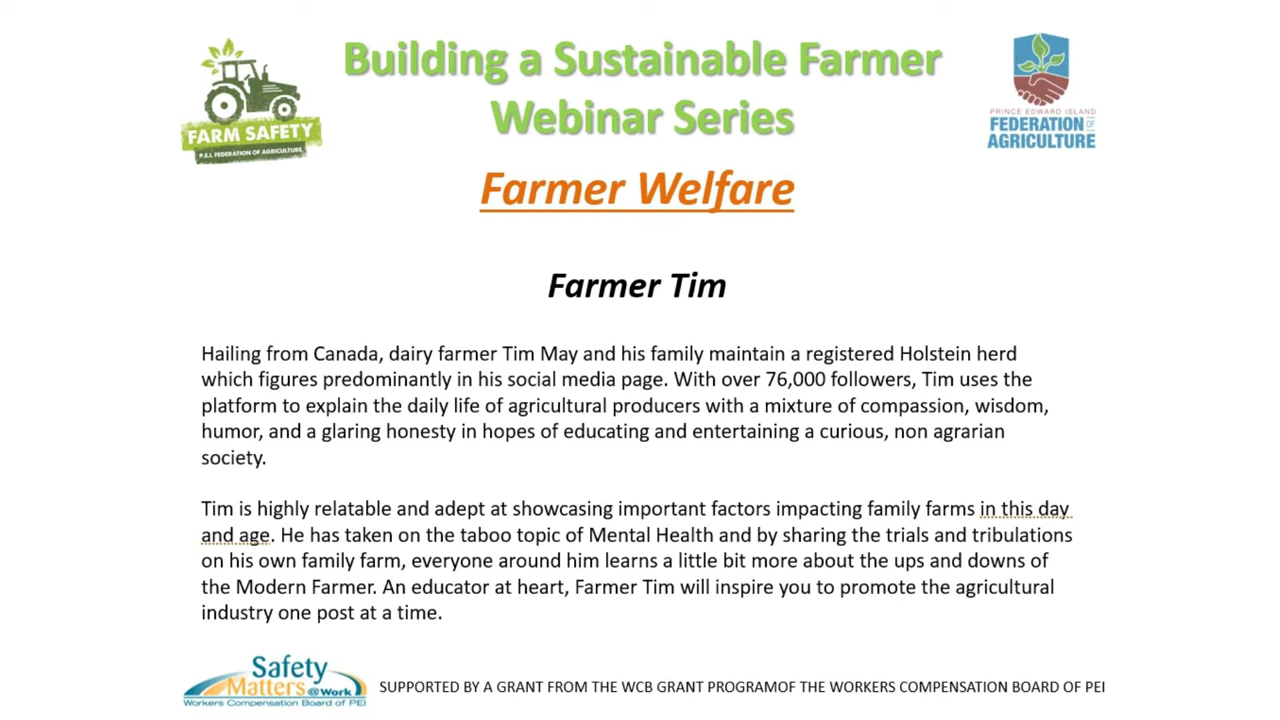 Building a Sustainable Farmer
Webinar Series
FARM SAFETY
P.E.I. FEDERATION OF AGRICULTURE
PRINCE EDWARD ISLAND
FEDERATION OF
AGRICULTURE
Farmer Welfare
Farmer Tim
Hailing from Canada, dairy farmer Tim May and his family maintain a registered Holstein herd
which figures predominantly in his social media page. With over 76,000 followers, Tim uses the
platform to explain the daily life of agricultural producers with a mixture of compassion, wisdom,
humor, and a glaring honesty in hopes of educating and entertaining a curious, non agrarian
society.
Tim is highly relatable and adept at showcasing important factors impacting family farms in this day
and age. He has taken on the taboo topic of Mental Health and by sharing the trials and tribulations
on his own family farm, everyone around him learns a little bit more about the ups and downs of
the Modern Farmer. An educator at heart, Farmer Tim will inspire you to promote the agricultural
industry one post at a time.
Safety
Matters
@Work
Workers Compensation Board of PEI
SUPPORTED BY A GRANT FROM THE WCB GRANT PROGRAMOF THE WORKERS COMPENSATION BOARD OF PEI